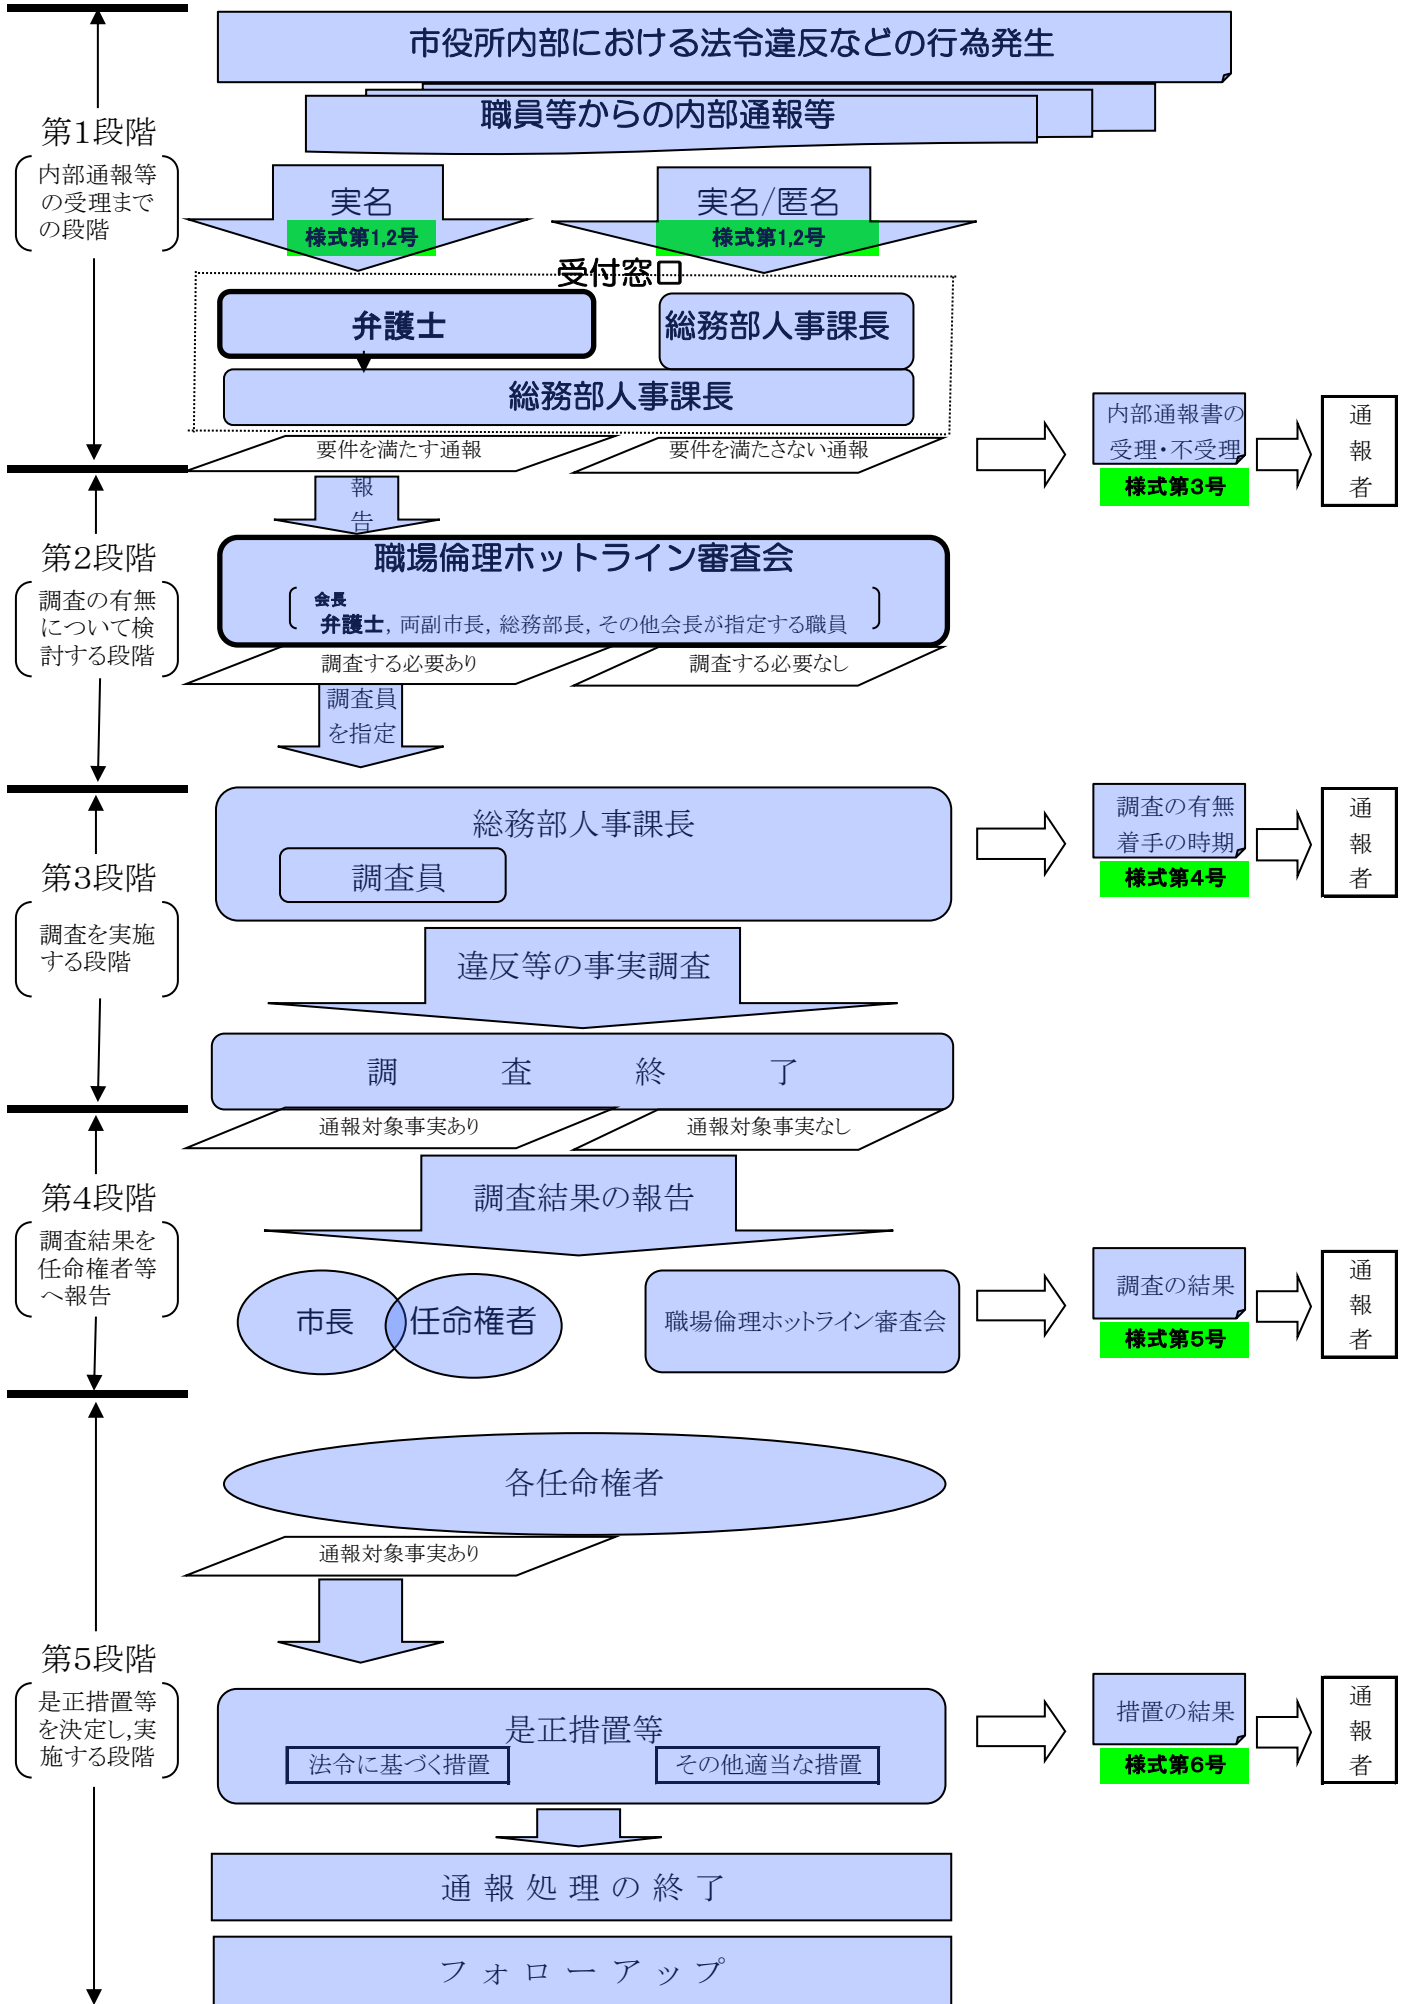 市役所内部における法令違反などの行為発生
職員等からの内部通報等
第1段階
内部通報等
の受理まで
の段階
実名
様式第1,2号
実名/匿名
様式第1,2号
受付窓口
弁護士
総務部人事課長
総務部人事課長
要件を満たす通報
要件を満たさない通報
内部通報書の
受理・不受理
様式第3号
通
報
者
報
告
第2段階
調査の有無
について検
討する段階
職場倫理ホットライン審査会
会長
弁護士, 両副市長, 総務部長, その他会長が指定する職員
調査する必要あり
調査する必要なし
調査員
を指定
第3段階
調査を実施
する段階
総務部人事課長
調査員
調査の有無
着手の時期
様式第4号
通
報
者
違反等の事実調査
調 査 終 了
通報対象事実あり
通報対象事実なし
第4段階
調査結果を
任命権者等
へ報告
調査結果の報告
市長
任命権者
職場倫理ホットライン審査会
調査の結果
様式第5号
通
報
者
各任命権者
通報対象事実あり
第5段階
是正措置等
を決定し,実
施する段階
是正措置等
法令に基づく措置
その他適当な措置
措置の結果
様式第6号
通
報
者
通 報 処 理 の 終 了
フ ォ ロ ー ア ッ プ